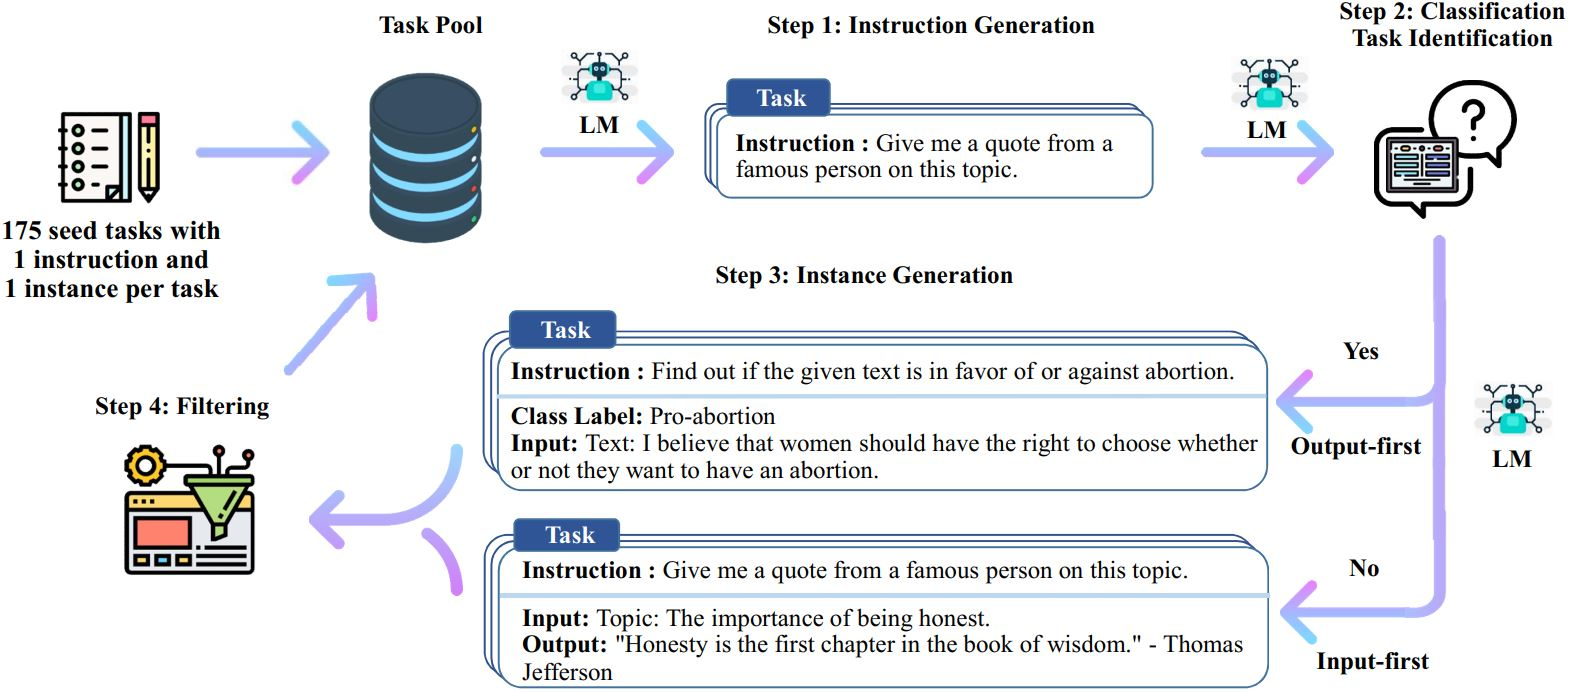 Task Pool
Step 1: Instruction Generation
Step 2: Classification
Task Identification
175 seed tasks with
1 instruction and
1 instance per task
LM
Task
Instruction : Give me a quote from a
famous person on this topic.
LM
?
Step 3: Instance Generation
Task
Instruction : Find out if the given text is in favor of or against abortion.
Class Label: Pro-abortion
Input: Text: I believe that women should have the right to choose whether
or not they want to have an abortion.
Yes
Output-first
LM
Task
Instruction : Give me a quote from a famous person on this topic.
Input: Topic: The importance of being honest.
Output: "Honesty is the first chapter in the book of wisdom." - Thomas
Jefferson
No
Input-first
Step 4: Filtering